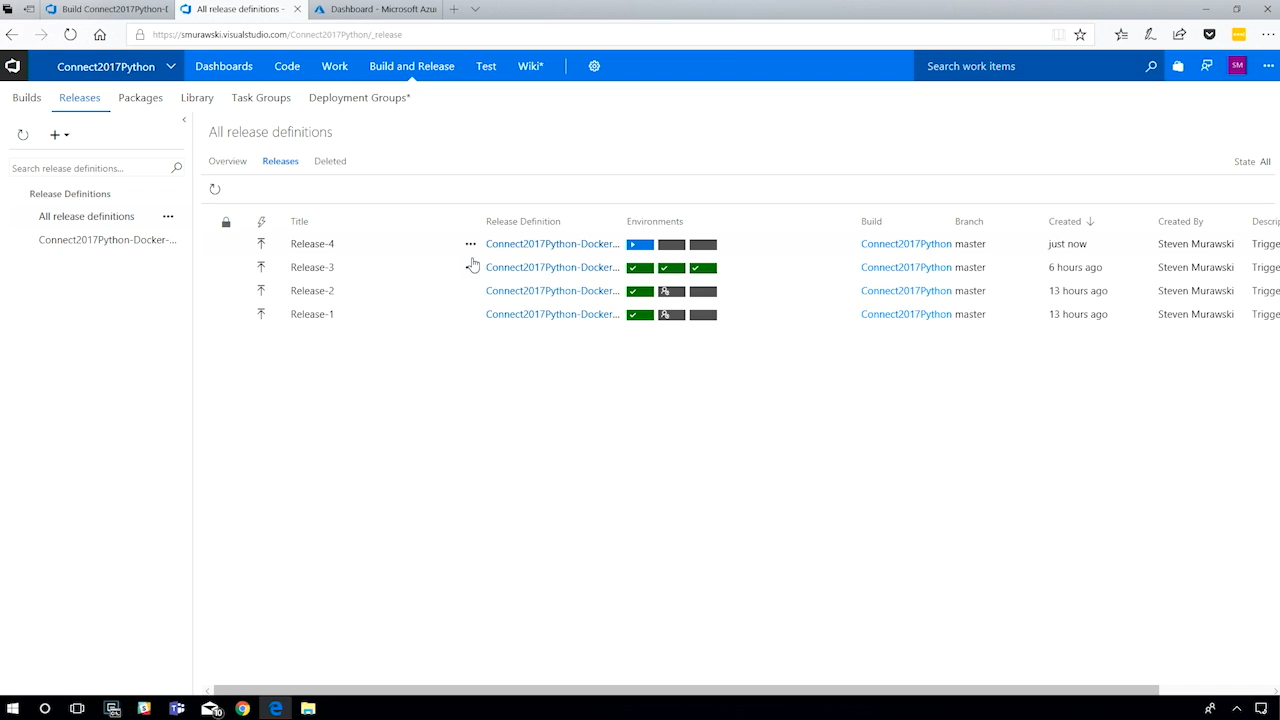 Build Connect2017Python-D
All release definitions -
Dashboard - Microsoft Azur
https://smurawski.visualstudio.com/Connect2017Python/_release
Connect2017Python Dashboards Code Work Build and Release Test Wiki* Search work items SM
Builds Releases Packages Library Task Groups Deployment Groups*
All release definitions
Search release definitions...
Overview Releases Deleted State All
Release Definitions
All release definitions
Connect2017Python-Docker-...
Title Release Definition Environments Build Branch Created Created By Descrip
Release-4 Connect2017Python-Docker... Connect2017Python master just now Steven Murawski Trigge
Release-3 Connect2017Python-Docker... Connect2017Python master 6 hours ago Steven Murawski Trigge
Release-2 Connect2017Python-Docker... Connect2017Python master 13 hours ago Steven Murawski Trigge
Release-1 Connect2017Python-Docker... Connect2017Python master 13 hours ago Steven Murawski Trigge
10